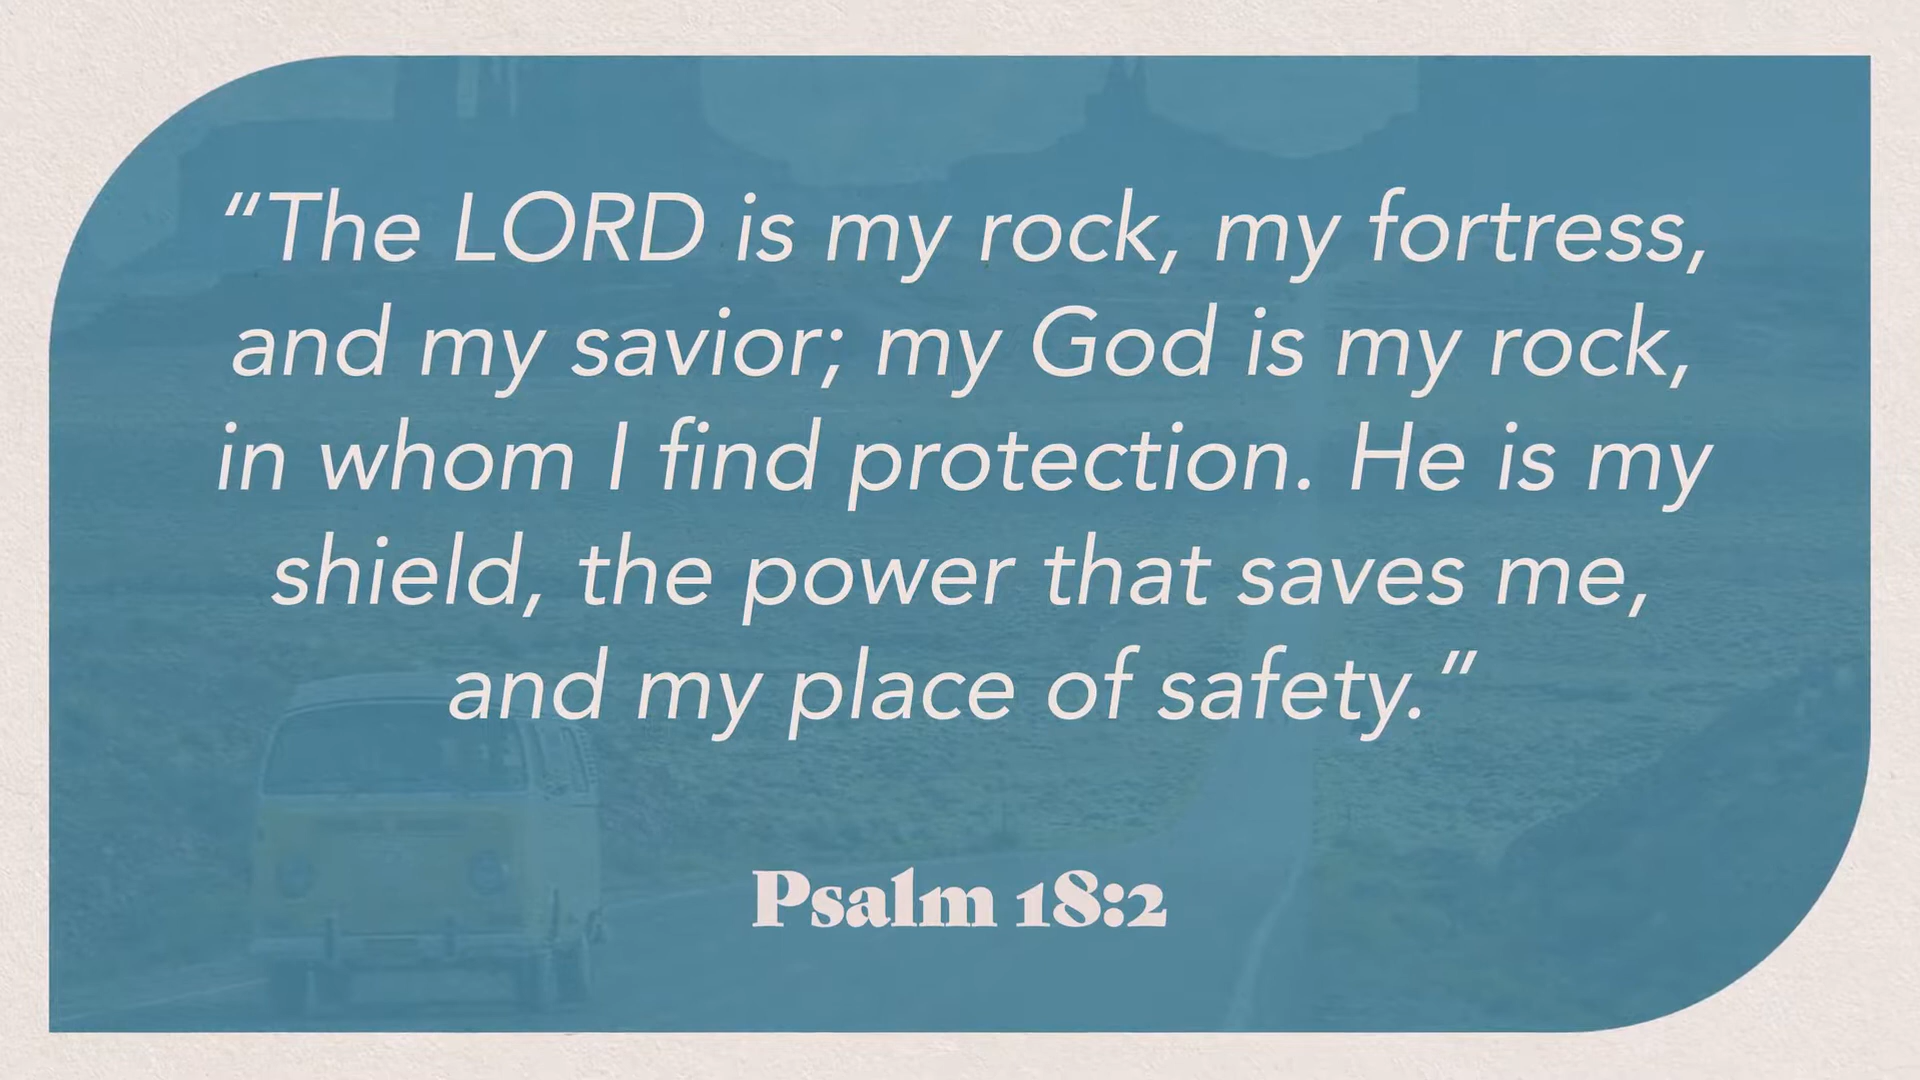 “The LORD is my rock, my fortress,
and my savior; my God is my rock,
in whom I find protection. He is my
shield, the power that saves me,
and my place of safety.”
Psalm 18:2